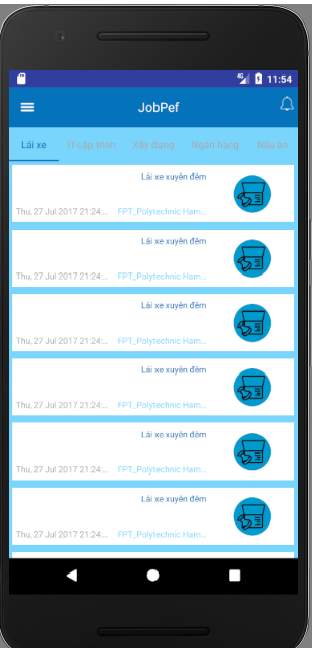 4G 11:54
JobPef
Lái xe IT-Lập trình Xây dựng Ngân hàng Nấu ăn
Lái xe xuyên đêm
Thu, 27 Jul 2017 21:24:... FPT_Polytechnic Ham...
Lái xe xuyên đêm
Thu, 27 Jul 2017 21:24:... FPT_Polytechnic Ham...
Lái xe xuyên đêm
Thu, 27 Jul 2017 21:24:... FPT_Polytechnic Ham...
Lái xe xuyên đêm
Thu, 27 Jul 2017 21:24:... FPT_Polytechnic Ham...
Lái xe xuyên đêm
Thu, 27 Jul 2017 21:24:... FPT_Polytechnic Ham...
Lái xe xuyên đêm
Thu, 27 Jul 2017 21:24:... FPT_Polytechnic Ham...